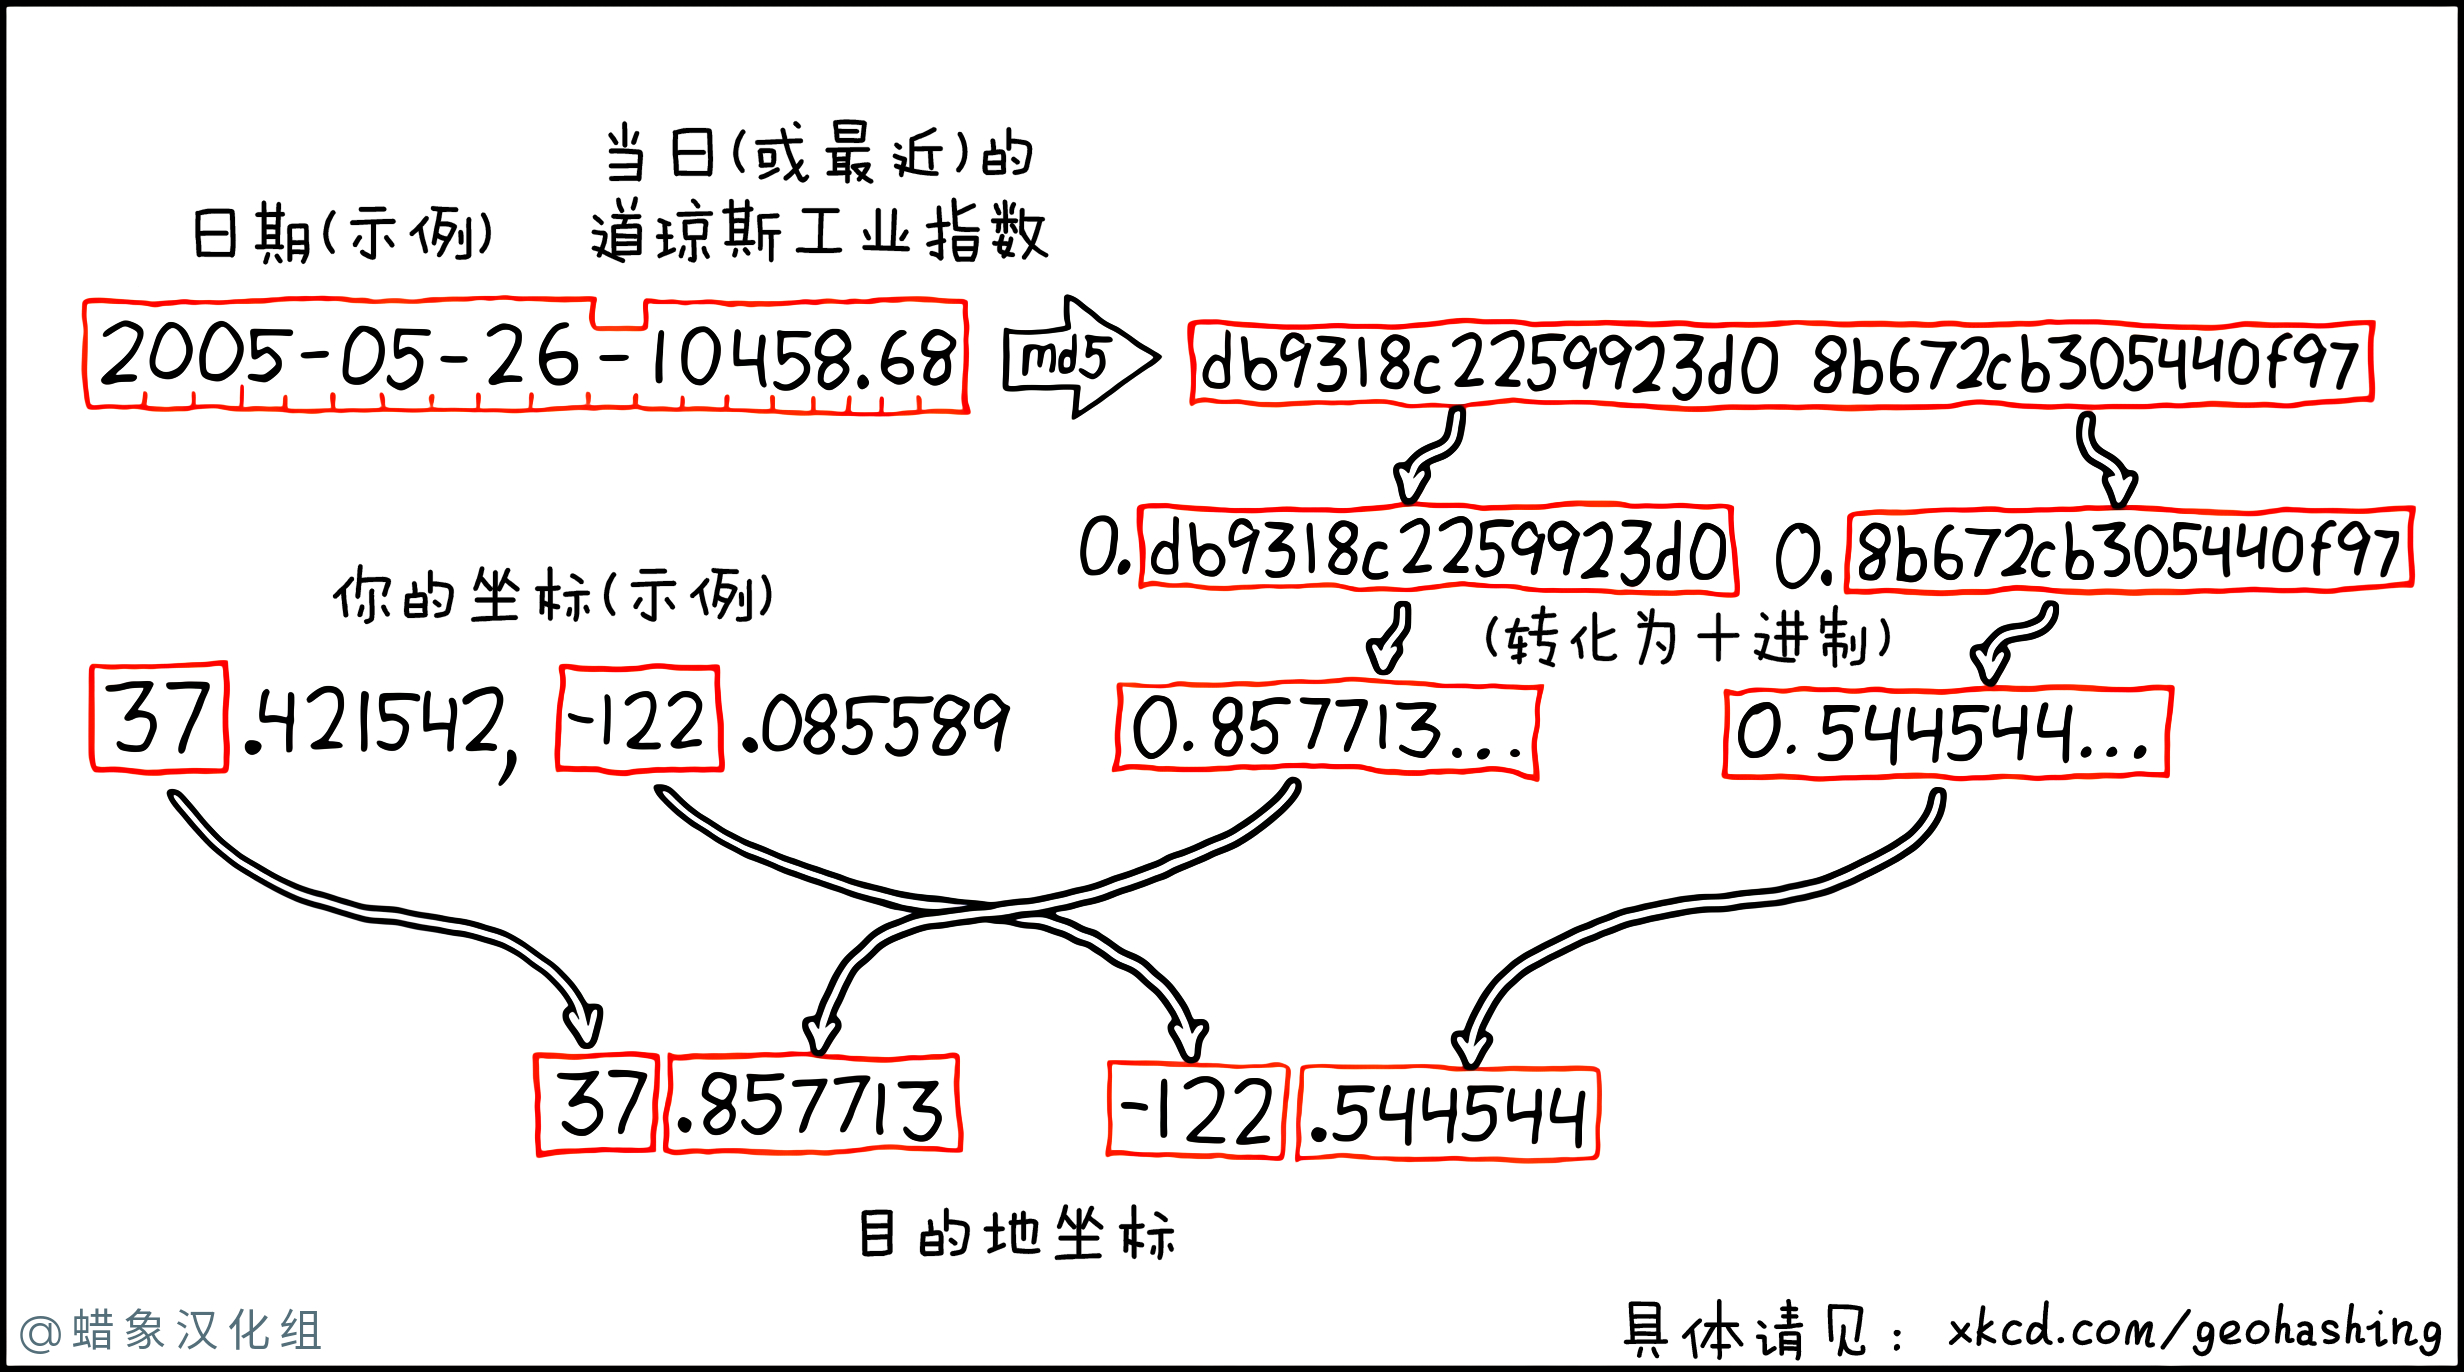 当日(或最近)的
日期(示例) 道琼斯工业指数
2005-05-26-10458.68 md5 db9318c2259923d0 8b672cb305440f97
0.db9318c2259923d0 0.8b672cb305440f97
你的坐标(示例) (转化为十进制)
37.421542, -122.085589 0.857713... 0.544544...
37.857713 -122.544544
目的地坐标
@蜡象汉化组 具体请见：xkcd.com/geohashing